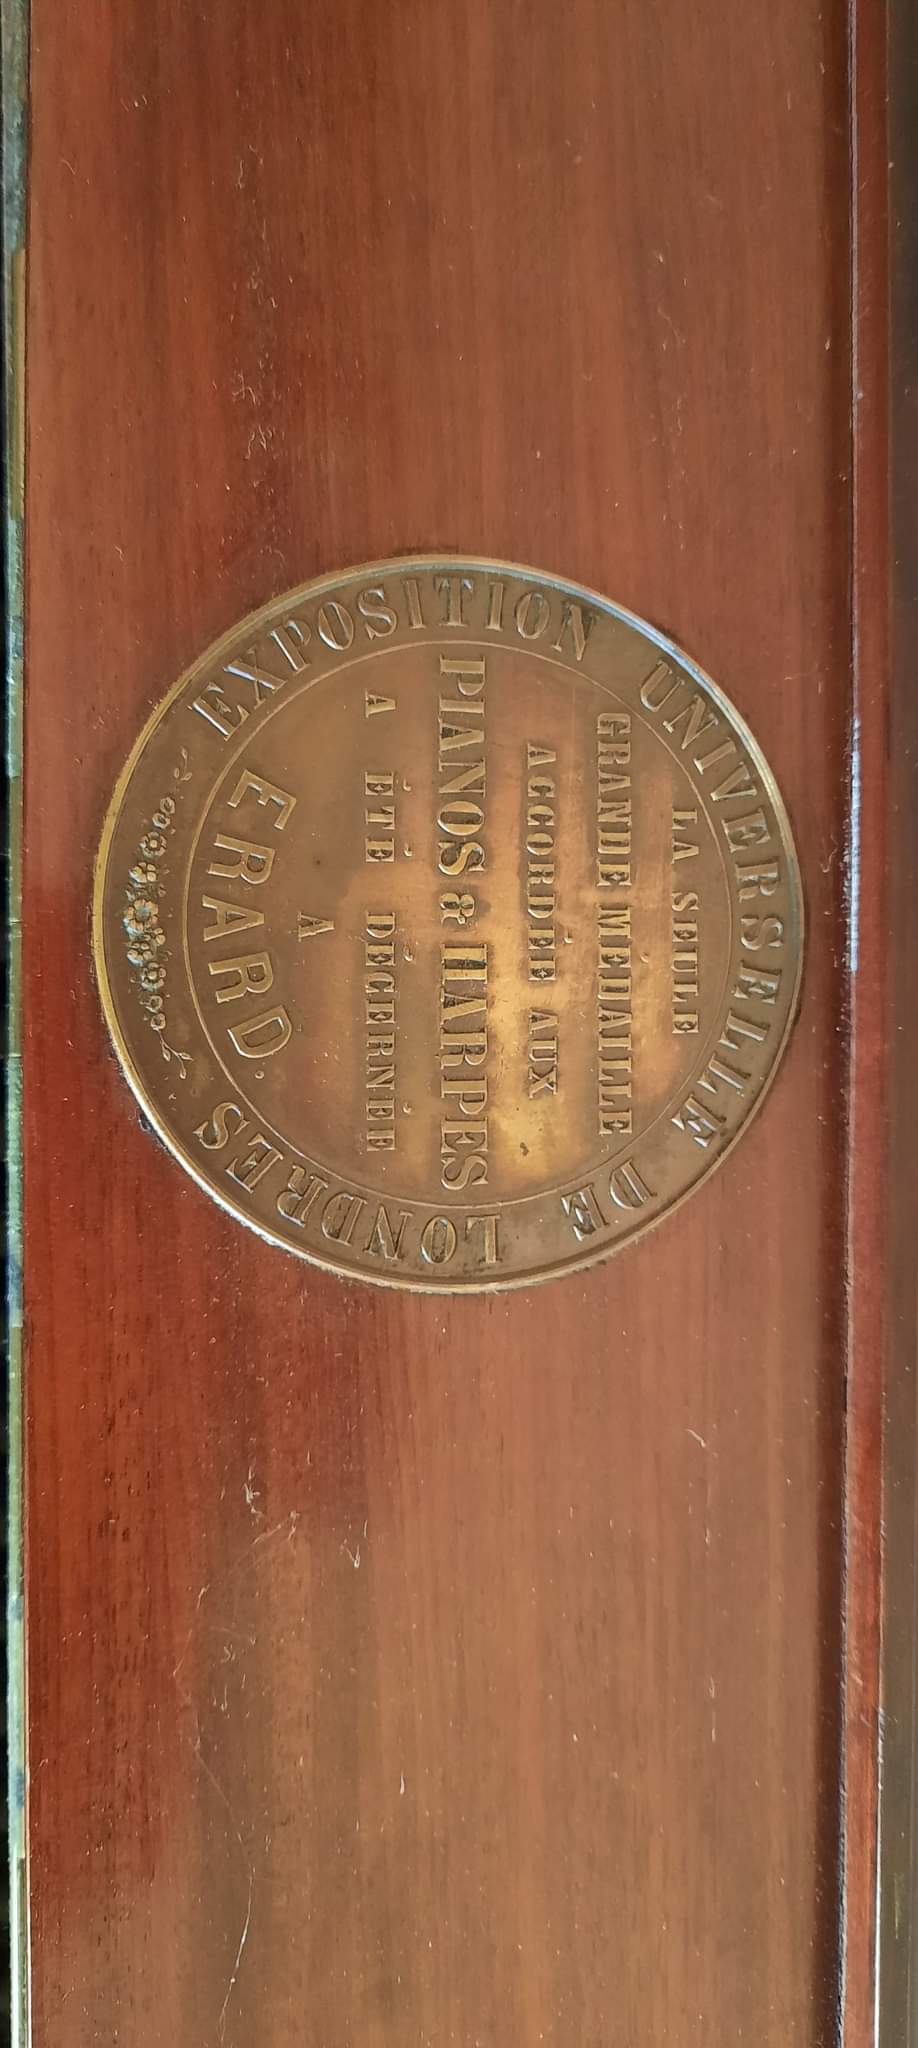 EXPOSITION UNIVERSELLE DE LONDRES
LA SEULE
GRANDE MÉDAILLE
ACCORDÉE AUX
PIANOS & HARPES
A ÉTÉ DÉCERNÉE
A
ERARD.